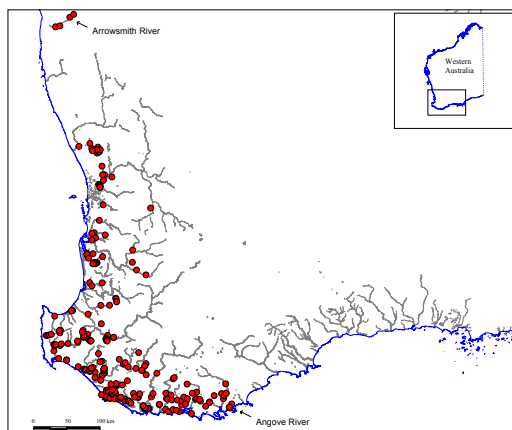 Arrowsmith River
Western
Australia
Angove River
0 50 100 km